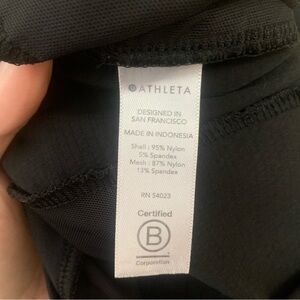 ATHLETA
DESIGNED IN
SAN FRANCISCO
MADE IN INDONESIA
Shell : 95% Nylon
5% Spandex
Mesh : 87% Nylon
13% Spandex
RN 54023
Certified
B
Corporation